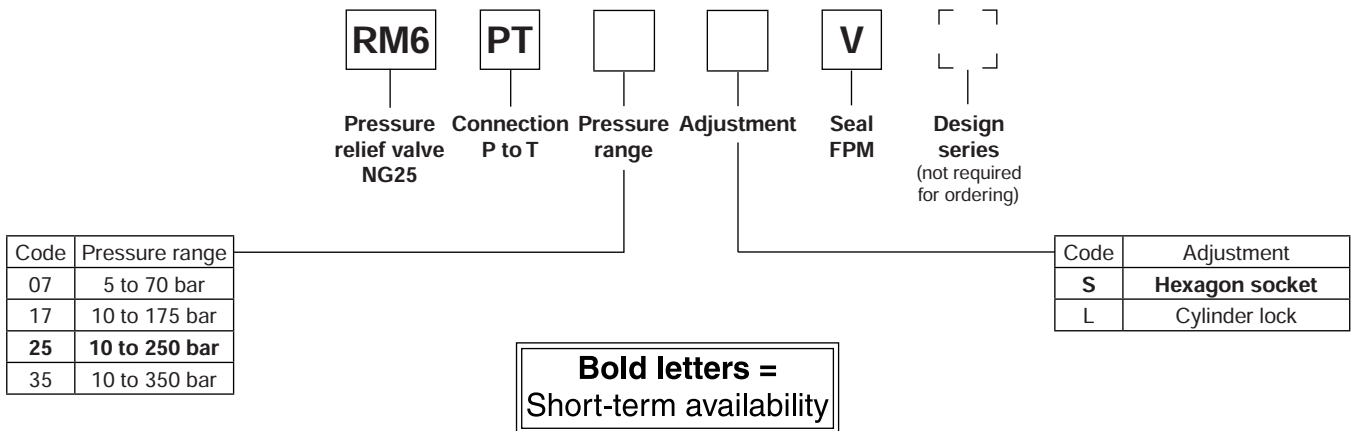 RM6 PT V
Pressure relief valve NG25
Connection P to T
Pressure range
Adjustment
Seal FPM
Design series (not required for ordering)
Code Pressure range
07 5 to 70 bar
17 10 to 175 bar
25 10 to 250 bar
35 10 to 350 bar
Code Adjustment
S Hexagon socket
L Cylinder lock
Bold letters =
Short-term availability